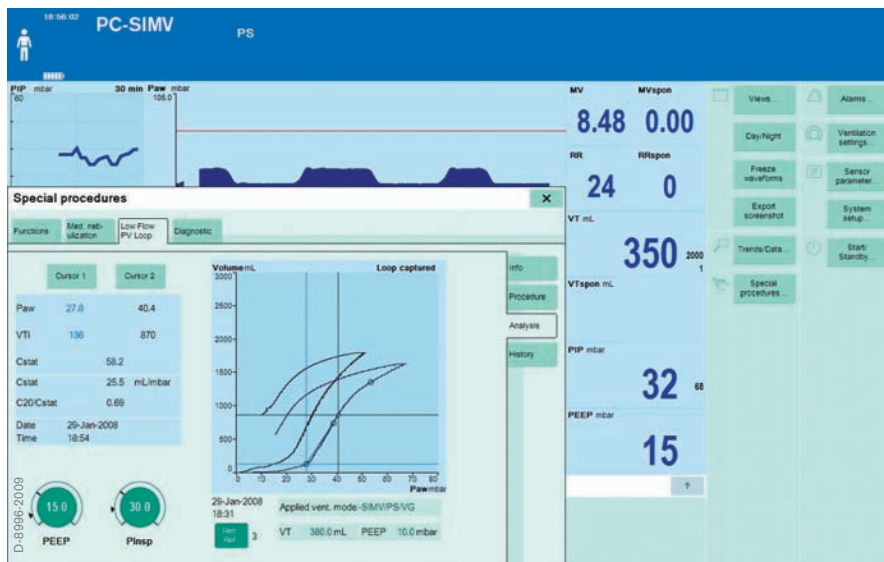 18:56:02
PC-SIMV
PS
PIP mbar 30 min Paw mbar
60
105.0
MV MVspon
8.48 0.00
RR RRspon
24 0
VT mL
350 2000
1
VTspon mL
PIP mbar
32 68
PEEP mbar
15
Views... Alarms...
Day/Night Ventilation
settings...
Freeze
waveforms
Sensor
parameter...
Export
screenshot
System
setup...
Trends/Data... Start/
Standby...
Special
procedures...
Special procedures
Functions
Med. neb-
ulization
Low Flow
PV Loop
Diagnostic
Cursor 1 Cursor 2
Paw 27.8 40.4
VTi 136 870
Cstat 58.2
Cstat 25.5 mL/mbar
C20/Cstat 0.69
Date 29-Jan-2008
Time 18:54
15.0 30.0
PEEP Pinsp
Volume mL Loop captured
3000
2500
2000
1500
1000
500
0
0 10 20 30 40 50 60 70 80
Paw mbar
Info
Procedure
Analysis
History
29-Jan-2008
18:31
Applied vent. mode -SIMV/PS/VG
3
VT 380.0 mL PEEP 10.0 mbar
D-8996-2009